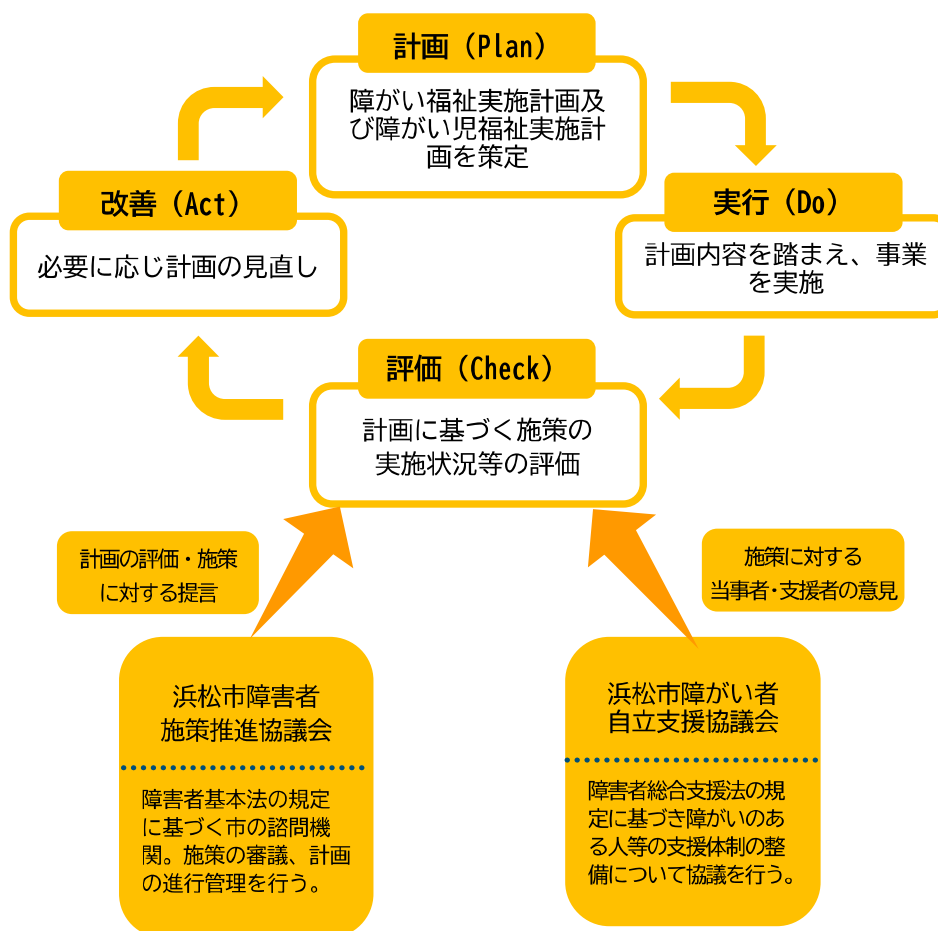 計画（Plan）
障がい福祉実施計画及
び障がい児福祉実施計
画を策定
改善（Act）
必要に応じ計画の見直し
実行（Do）
計画内容を踏まえ、事業
を実施
評価（Check）
計画に基づく施策の
実施状況等の評価
計画の評価・施策
に対する提言
施策に対する
当事者・支援者の意見
浜松市障害者
施策推進協議会
障害者基本法の規定
に基づく市の諮問機
関。施策の審議、計画
の進行管理を行う。
浜松市障がい者
自立支援協議会
障害者総合支援法の規
定に基づき障がいのあ
る人等の支援体制の整
備について協議を行う。